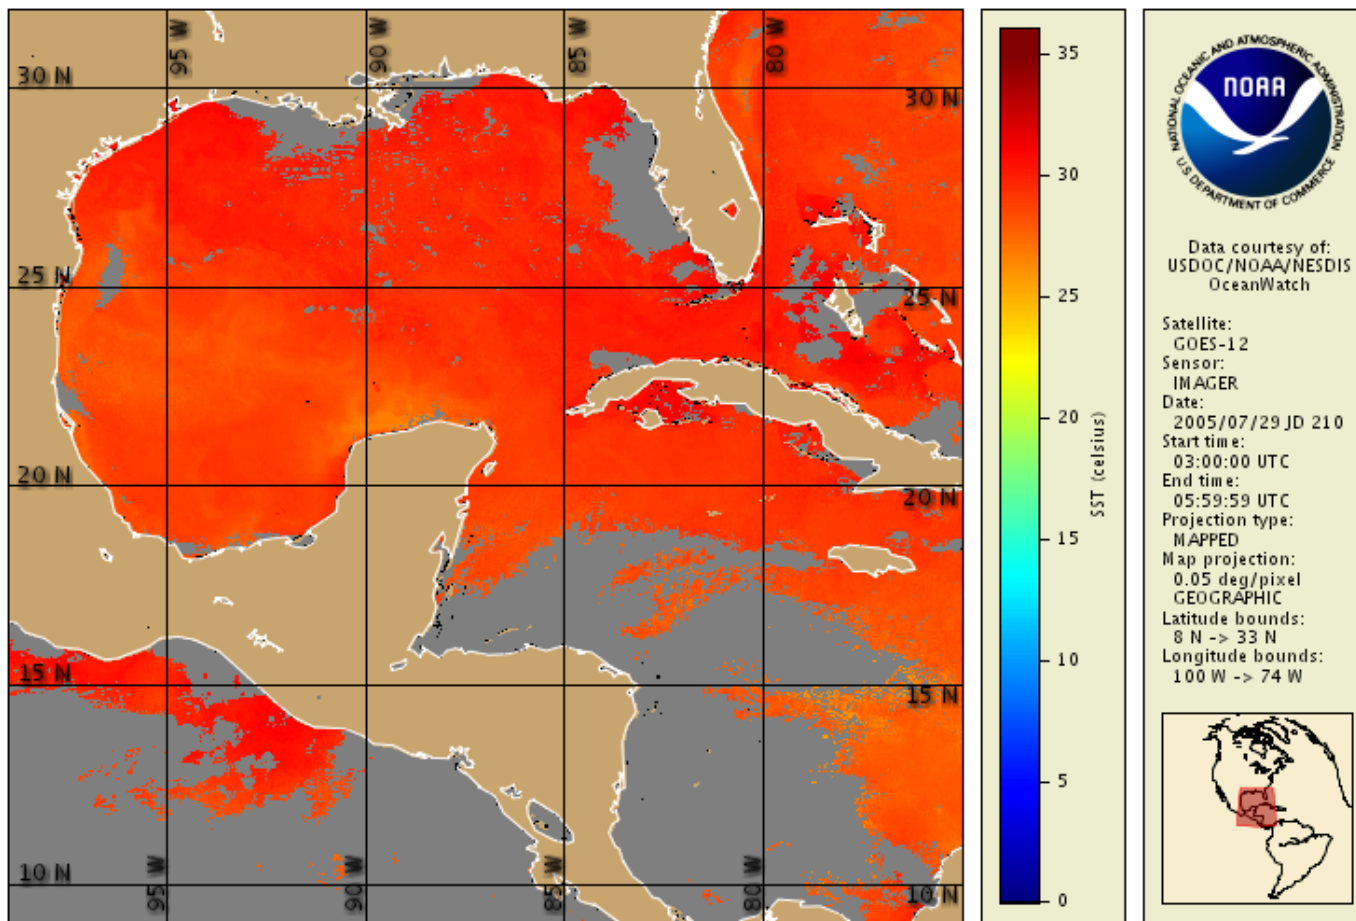 95 W
90 W
85 W
80 W
30 N
30 N
25 N
25 N
20 N
20 N
15 N
15 N
10 N
10 N
95 W
90 W
85 W
80 W
35
30
25
20
15
10
5
0
SST (celsius)
NATIONAL OCEANIC AND ATMOSPHERIC ADMINISTRATION
NOAA
U.S. DEPARTMENT OF COMMERCE
Data courtesy of:
USDOC/NOAA/NESDIS
OceanWatch
Satellite:
GOES-12
Sensor:
IMAGER
Date:
2005/07/29 JD 210
Start time:
03:00:00 UTC
End time:
05:59:59 UTC
Projection type:
MAPPED
Map projection:
0.05 deg/pixel
GEOGRAPHIC
Latitude bounds:
8 N -> 33 N
Longitude bounds:
100 W -> 74 W